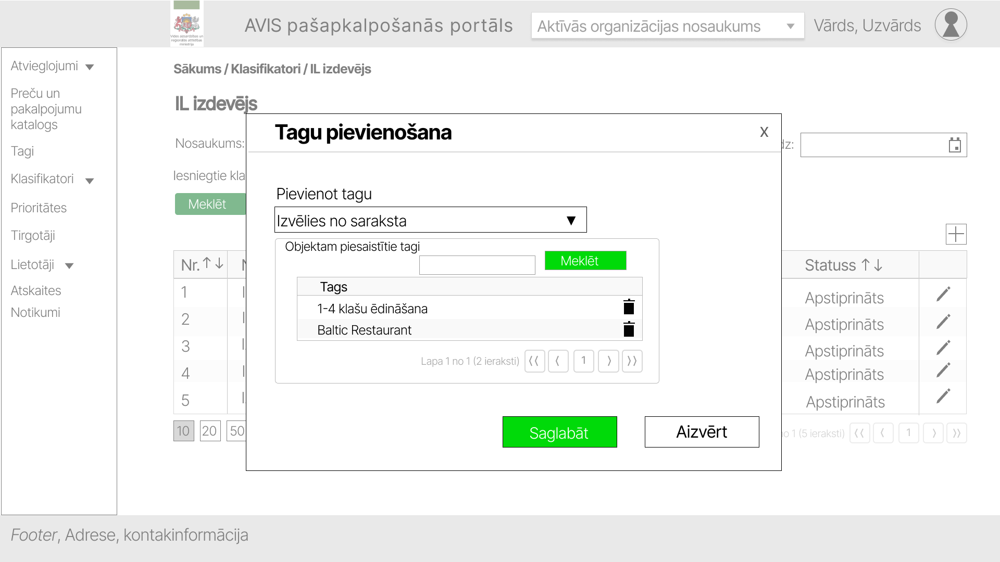 Vides aizsardzības un
reģionālās attīstības
ministrija
AVIS pašapkalpošanās portāls
Aktīvās organizācijas nosaukums
Vārds, Uzvārds
Atvieglojumi
Preču un
pakalpojumu
katalogs
Tagi
Klasifikatori
Prioritātes
Tirgotāji
Lietotāji
Atskaites
Notikumi
Sākums / Klasifikatori / IL izdevējs
IL izdevējs
Nosaukums:
dz:
Iesniegtie kla
Meklēt
Nr. ↑↓
Statuss ↑↓
1
Apstiprināts
2
Apstiprināts
3
Apstiprināts
4
Apstiprināts
5
Apstiprināts
10 20 50
no 1 (5 ieraksti) ⟨⟨ ⟨ 1 ⟩ ⟩⟩
Tagu pievienošana
X
Pievienot tagu
Izvēlies no saraksta
Objektam piesaistītie tagi
Meklēt
Tags
1-4 klašu ēdināšana
Baltic Restaurant
Lapa 1 no 1 (2 ieraksti) ⟨⟨ ⟨ 1 ⟩ ⟩⟩
Saglabāt
Aizvērt
Footer, Adrese, kontakinformācija